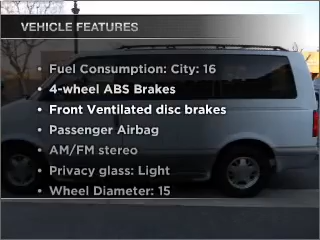 VEHICLE FEATURES
• Fuel Consumption: City: 16
• 4-wheel ABS Brakes
• Front Ventilated disc brakes
• Passenger Airbag
• AM/FM stereo
• Privacy glass: Light
• Wheel Diameter: 15